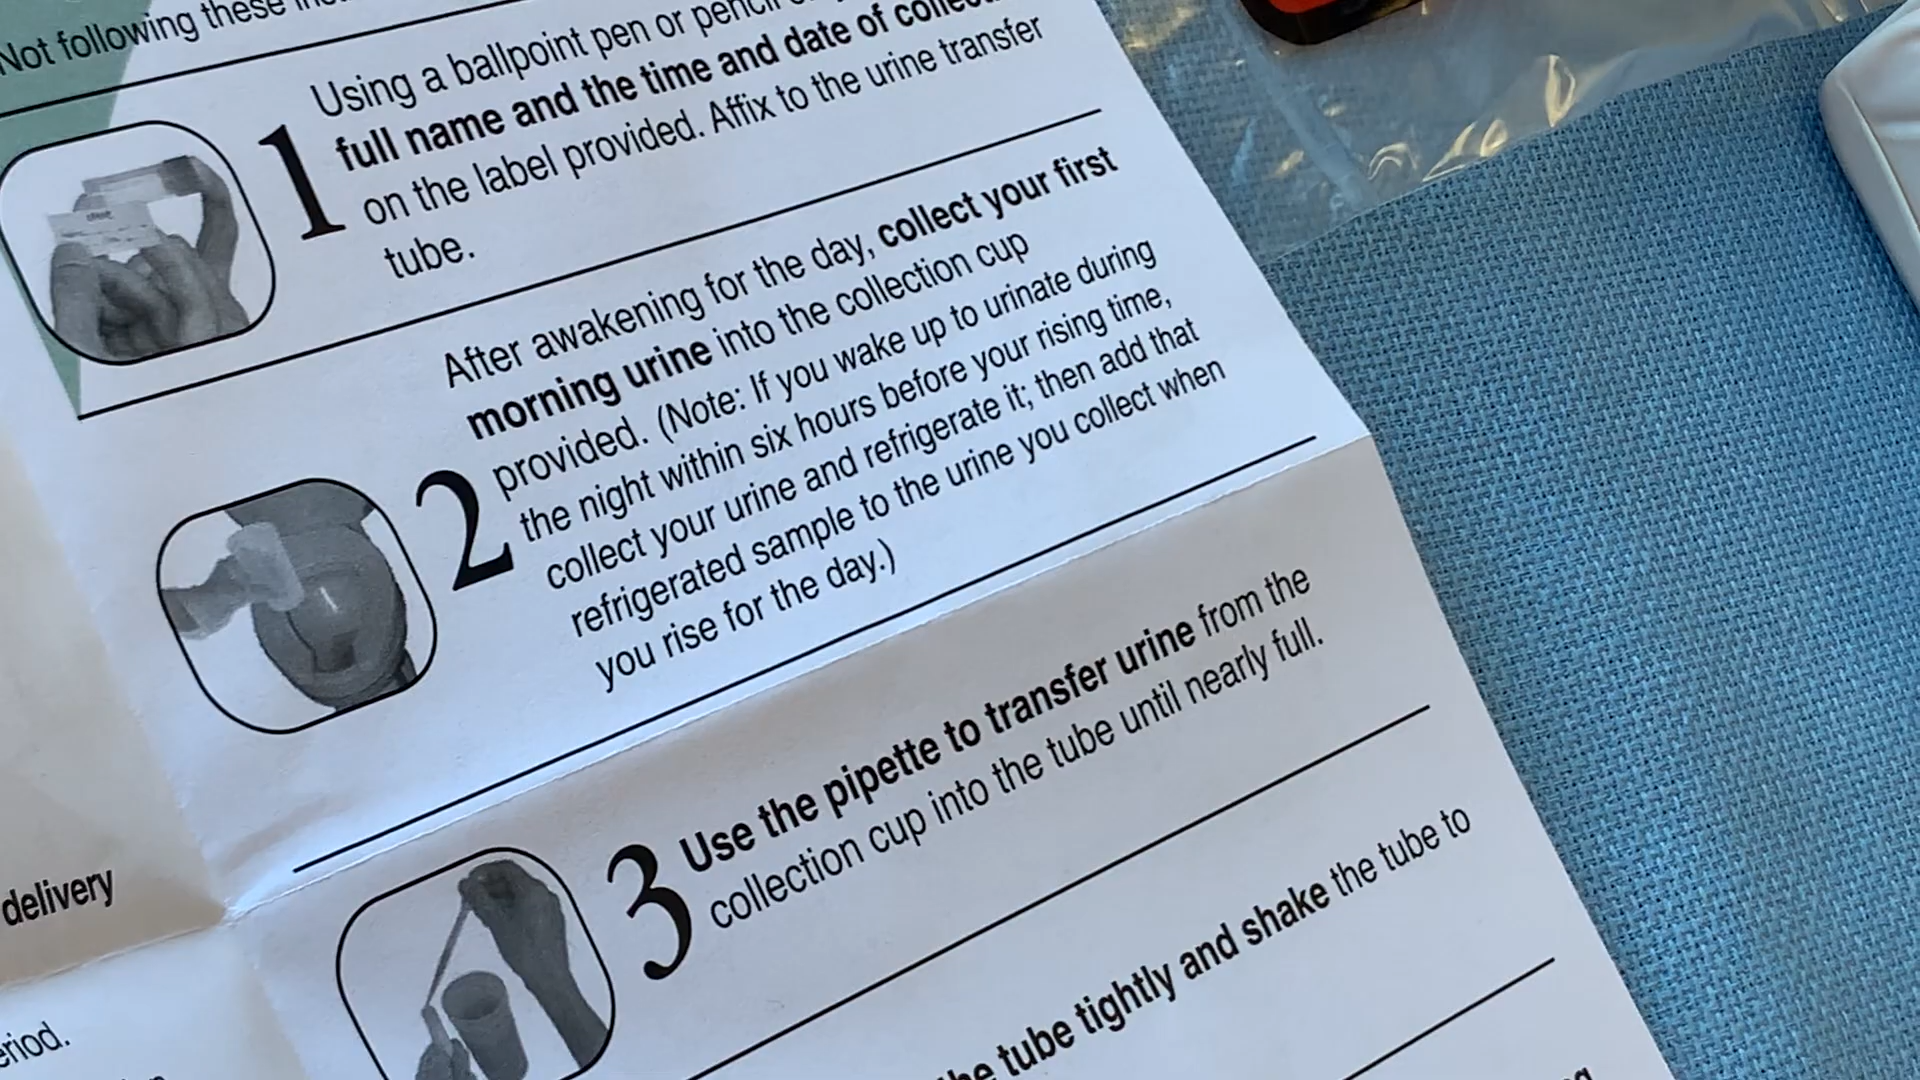 Not following these
1 Using a ballpoint pen or pencil
full name and the time and date of
on the label provided. Affix to the urine transfer
tube.
2 After awakening for the day, collect your first
morning urine into the collection cup
provided. (Note: If you wake up to urinate during
the night within six hours before your rising time,
collect your urine and refrigerate it; then add that
refrigerated sample to the urine you collect when
you rise for the day.)
3 Use the pipette to transfer urine from the
collection cup into the tube until nearly full.
the tube tightly and shake the tube to
delivery